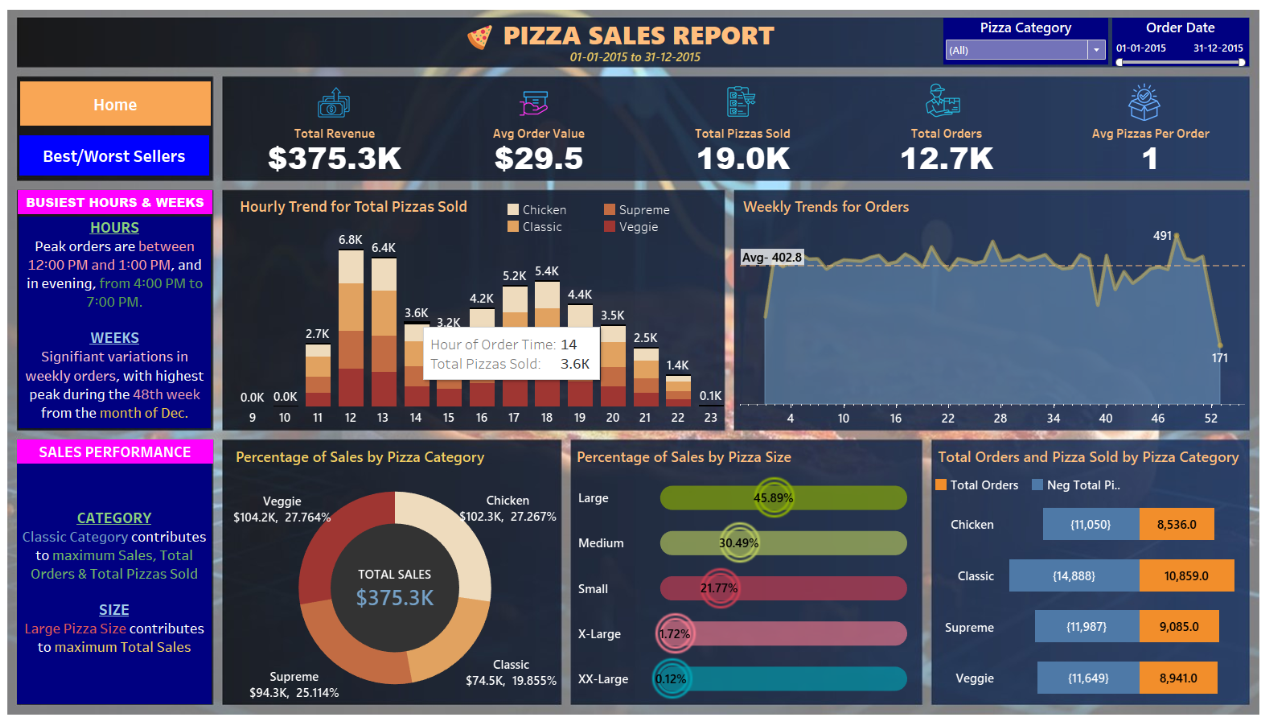 PIZZA SALES REPORT
01-01-2015 to 31-12-2015
Pizza Category
(All)
Order Date
01-01-2015 31-12-2015
Home
Best/Worst Sellers
Total Revenue
$375.3K
Avg Order Value
$29.5
Total Pizzas Sold
19.0K
Total Orders
12.7K
Avg Pizzas Per Order
1
BUSIEST HOURS & WEEKS
HOURS
Peak orders are between
12:00 PM and 1:00 PM, and
in evening, from 4:00 PM to
7:00 PM.
WEEKS
Signifiant variations in
weekly orders, with highest
peak during the 48th week
from the month of Dec.
Hourly Trend for Total Pizzas Sold
Chicken
Supreme
Classic
Veggie
0.0K
0.0K
2.7K
6.8K
6.4K
3.6K
3.2K
4.2K
5.2K
5.4K
4.4K
3.5K
2.5K
1.4K
0.1K
Hour of Order Time: 14
Total Pizzas Sold: 3.6K
9 10 11 12 13 14 15 16 17 18 19 20 21 22 23
Weekly Trends for Orders
Avg- 402.8
491
171
4 10 16 22 28 34 40 46 52
SALES PERFORMANCE
CATEGORY
Classic Category contributes
to maximum Sales, Total
Orders & Total Pizzas Sold
SIZE
Large Pizza Size contributes
to maximum Total Sales
Percentage of Sales by Pizza Category
Veggie
$104.2K, 27.764%
Chicken
$102.3K, 27.267%
TOTAL SALES
$375.3K
Classic
$74.5K, 19.855%
Supreme
$94.3K, 25.114%
Percentage of Sales by Pizza Size
Large 45.89%
Medium 30.49%
Small 21.77%
X-Large 1.72%
XX-Large 0.12%
Total Orders and Pizza Sold by Pizza Category
Total Orders
Neg Total Pi..
Chicken {11,050} 8,536.0
Classic {14,888} 10,859.0
Supreme {11,987} 9,085.0
Veggie {11,649} 8,941.0